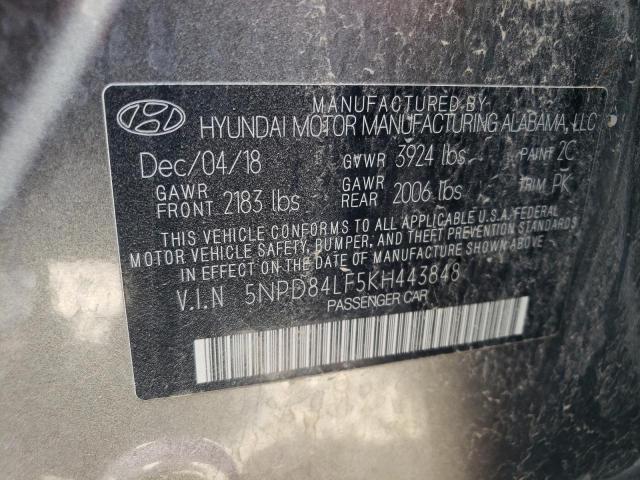 MANUFACTURED BY
HYUNDAI MOTOR MANUFACTURING ALABAMA, LLC
Dec/04/18 GVWR 3924 lbs PAINT 2C
GAWR FRONT 2183 lbs GAWR REAR 2006 lbs TRIM PK
THIS VEHICLE CONFORMS TO ALL APPLICABLE U.S.A. FEDERAL
MOTOR VEHICLE SAFETY, BUMPER, AND THEFT PREVENTION STANDARDS
IN EFFECT ON THE DATE OF MANUFACTURE SHOWN ABOVE
V.I.N 5NPD84LF5KH443848
PASSENGER CAR